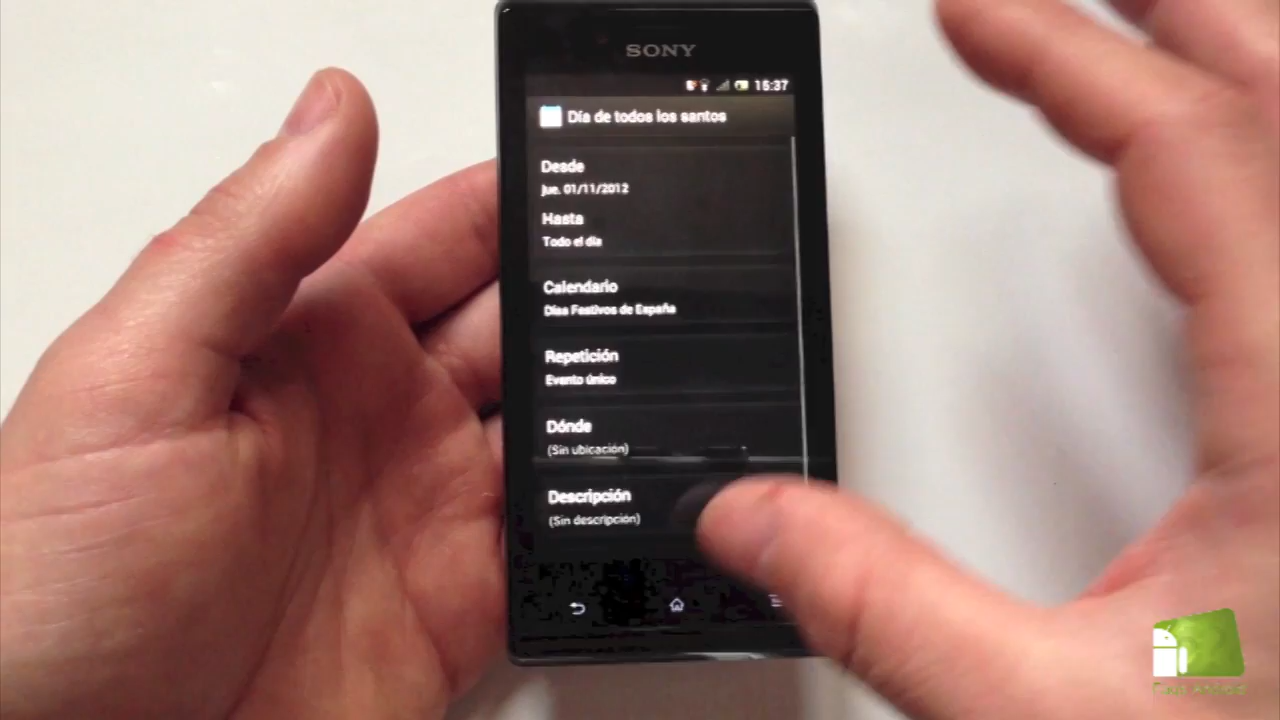 SONY
15:37
Día de todos los santos
Desde
Jue, 01/11/2012
Hasta
Todo el día
Calendario
Días Festivos de España
Repetición
Evento único
Dónde
(Sin ubicación)
Descripción
(Sin descripción)